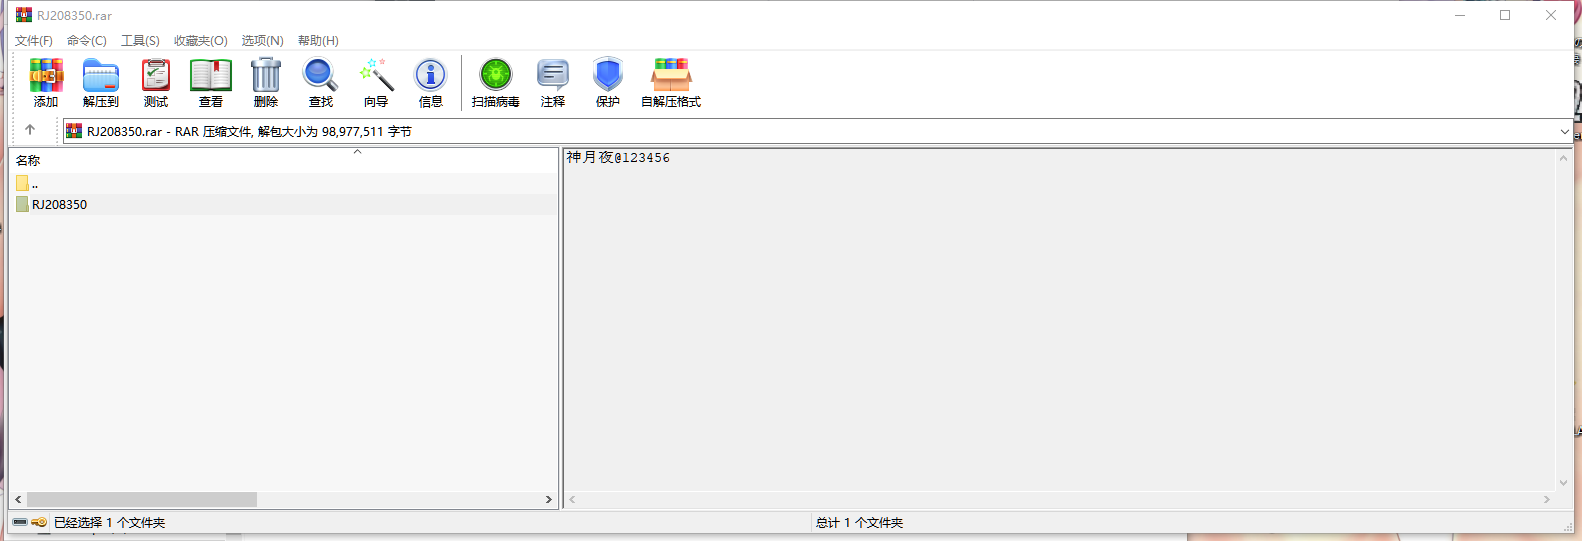 RJ208350.rar
文件(F) 命令(C) 工具(S) 收藏夹(O) 选项(N) 帮助(H)
添加 解压到 测试 查看 删除 查找 向导 信息 扫描病毒 注释 保护 自解压格式
RJ208350.rar - RAR 压缩文件, 解包大小为 98,977,511 字节
名称
神月夜@123456
..
RJ208350
已经选择 1 个文件夹
总计 1 个文件夹